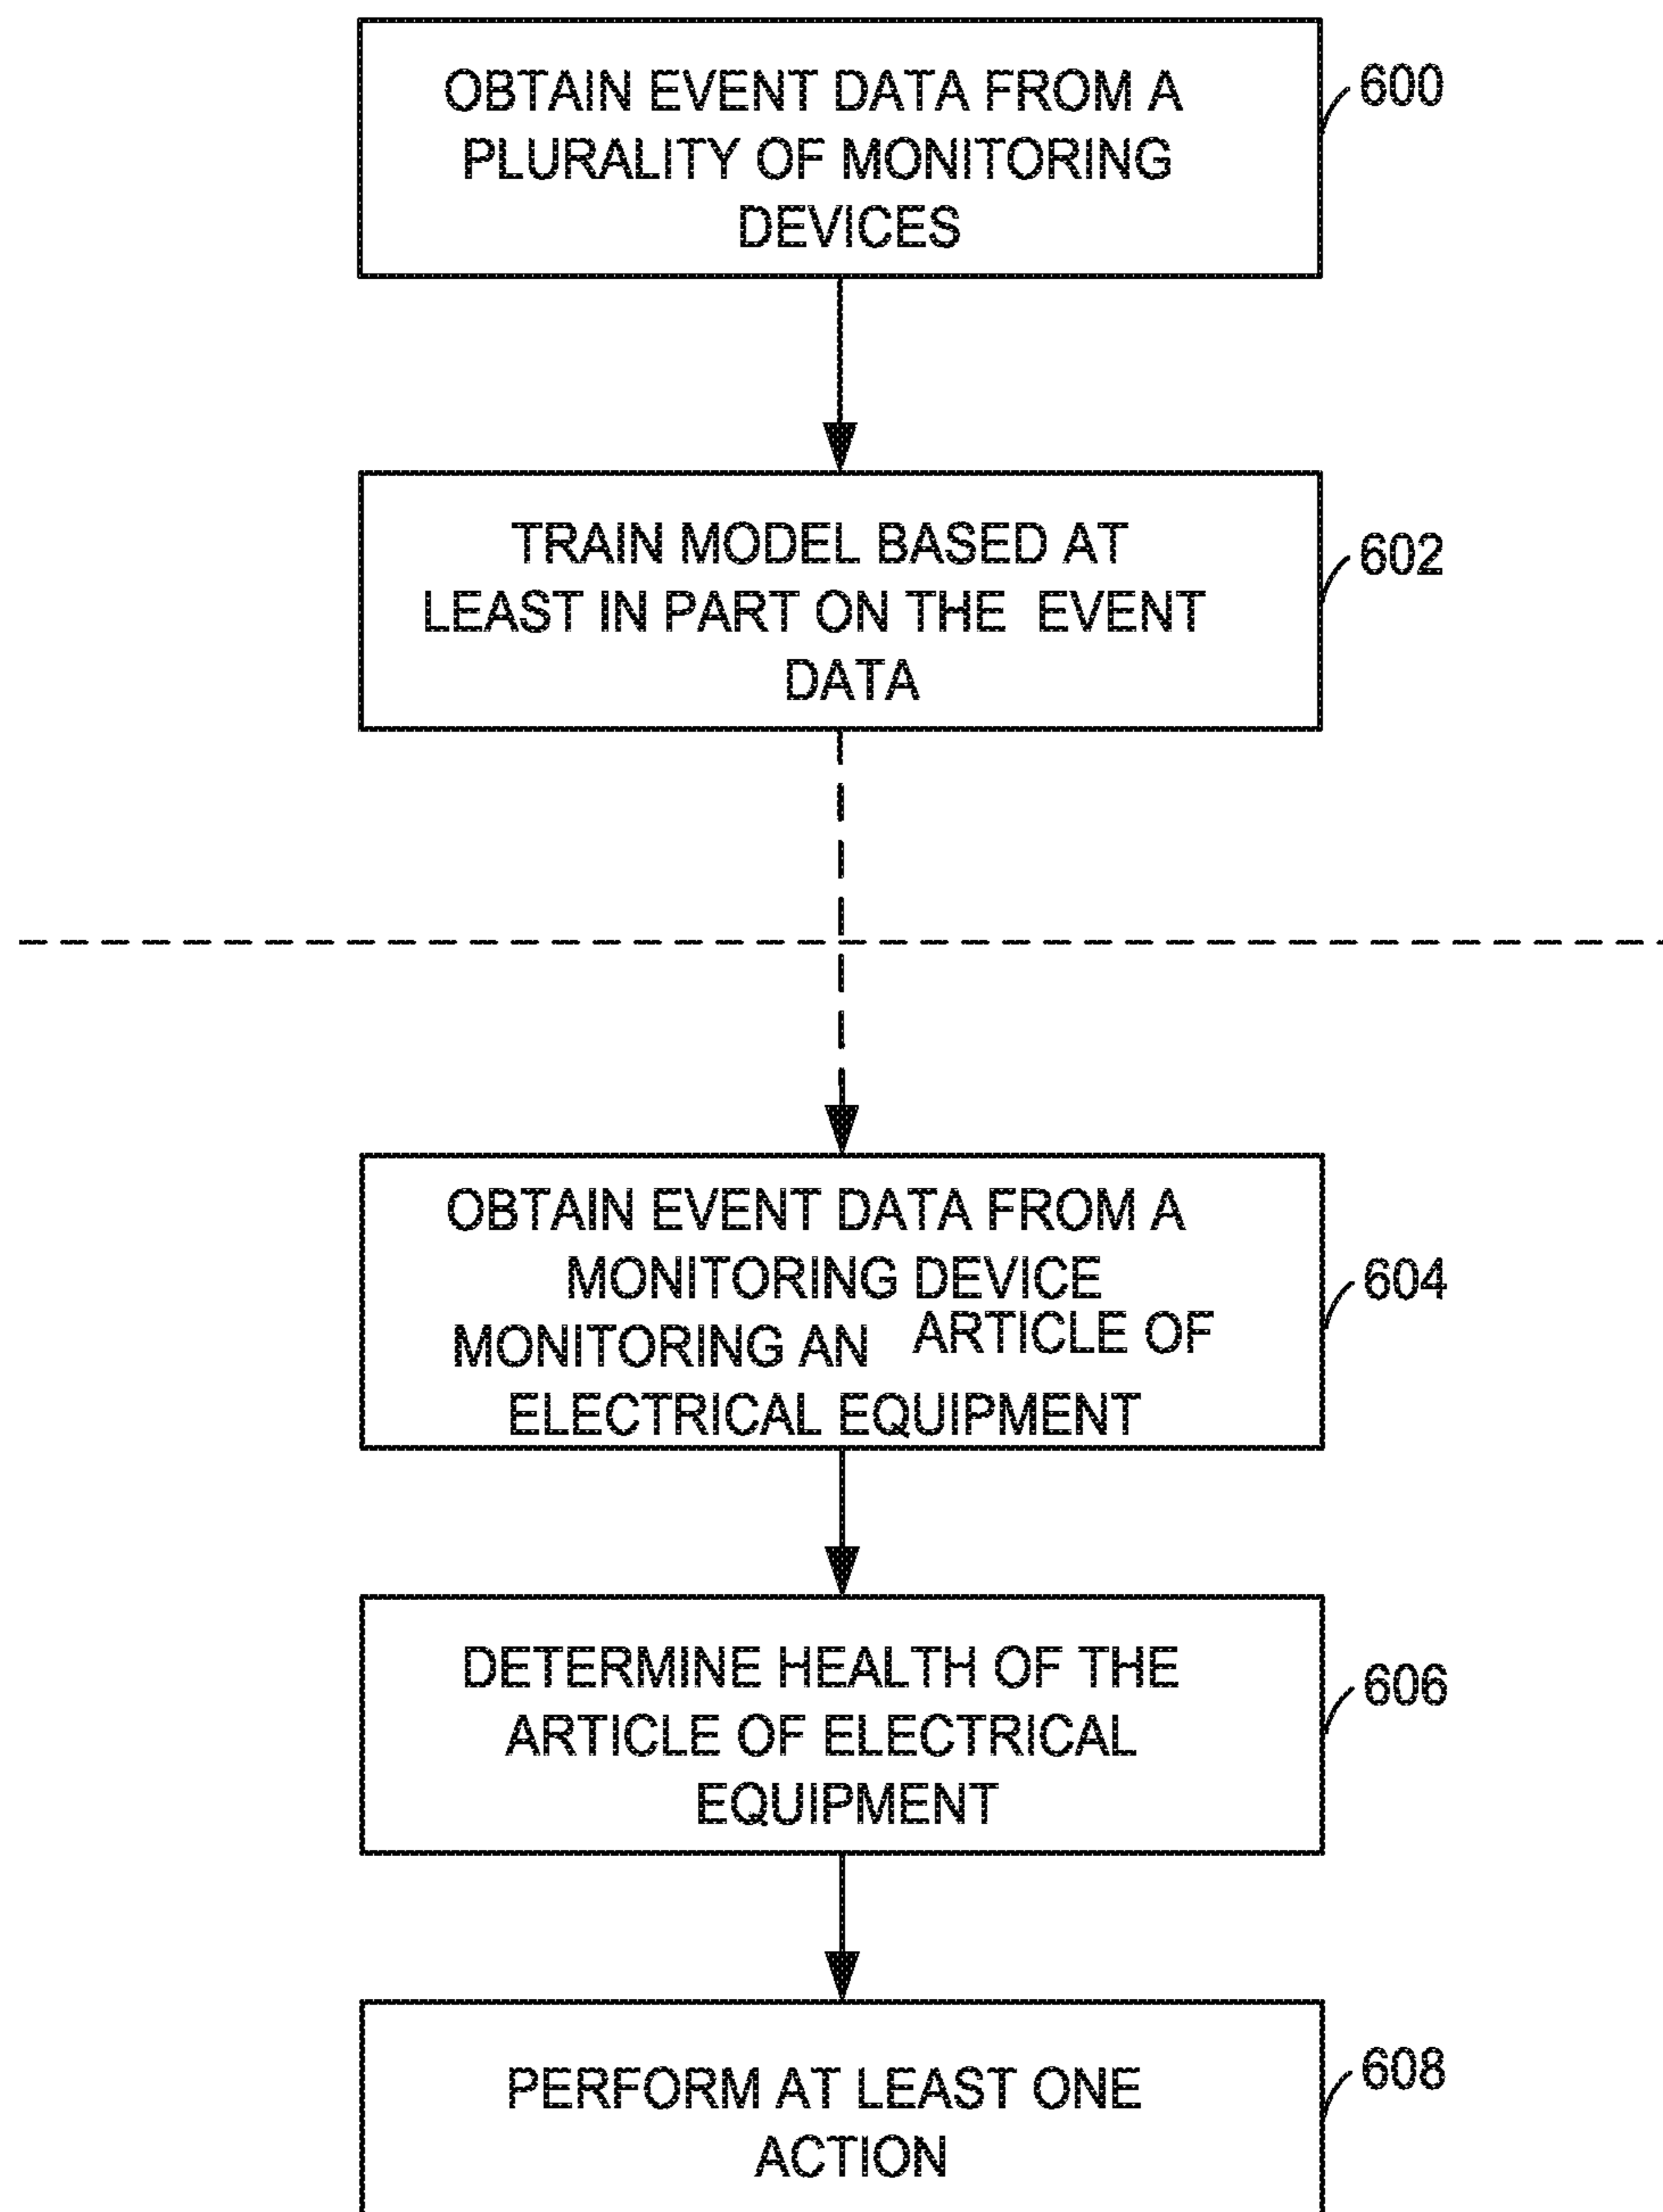 OBTAIN EVENT DATA FROM A
PLURALITY OF MONITORING
DEVICES
600
TRAIN MODEL BASED AT
LEAST IN PART ON THE EVENT
DATA
602
OBTAIN EVENT DATA FROM A
MONITORING DEVICE
MONITORING AN ARTICLE OF
ELECTRICAL EQUIPMENT
604
DETERMINE HEALTH OF THE
ARTICLE OF ELECTRICAL
EQUIPMENT
606
PERFORM AT LEAST ONE
ACTION
608